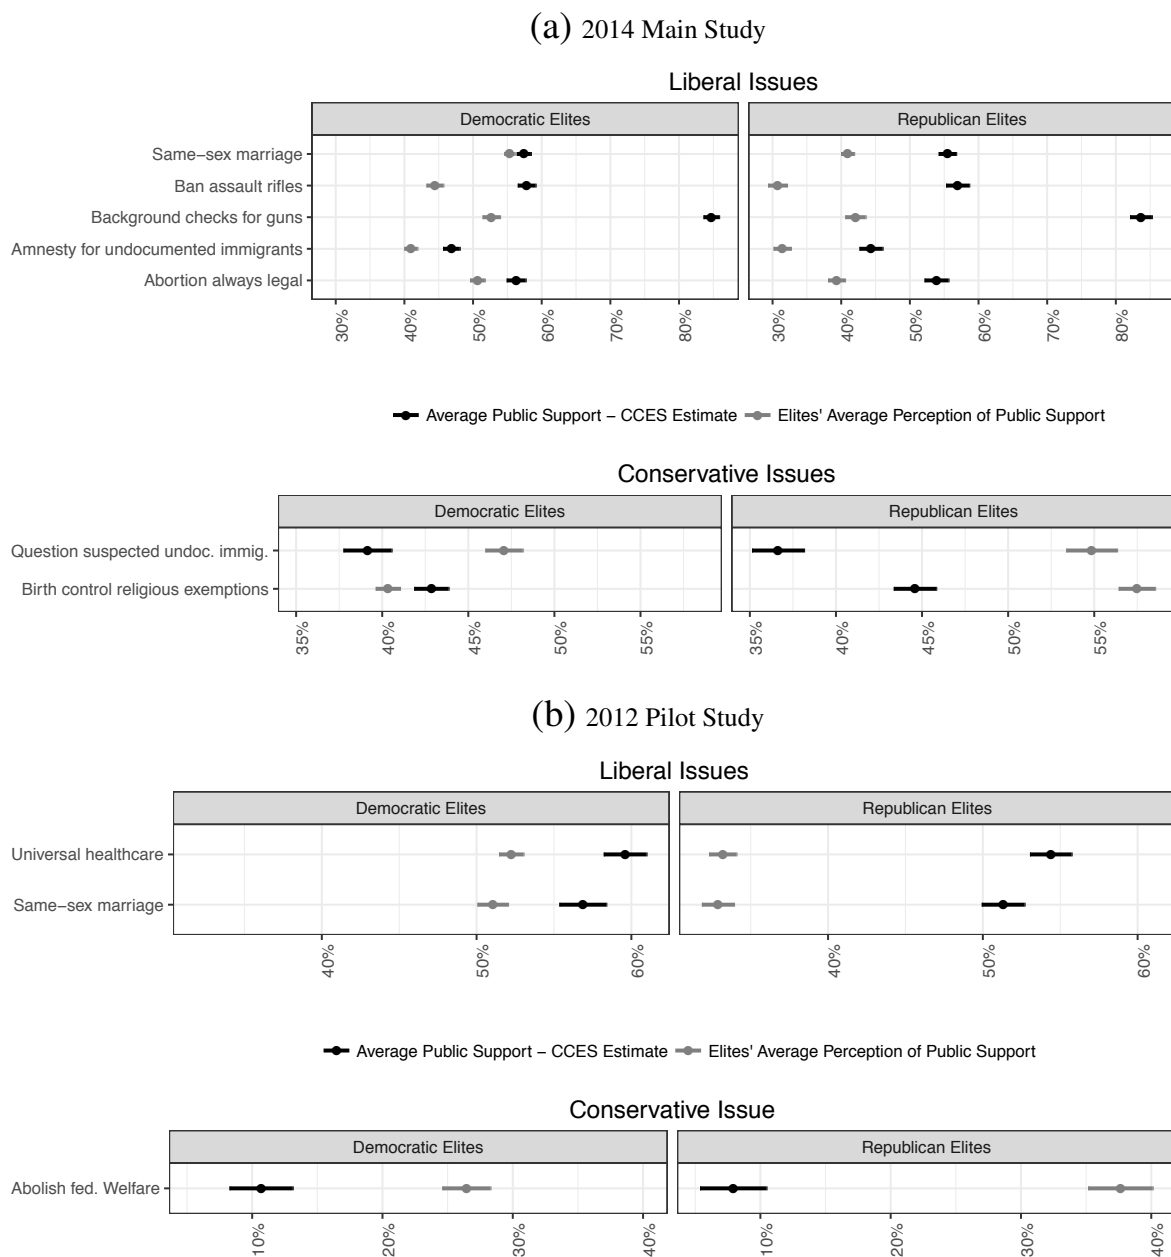 (a) 2014 Main Study
Liberal Issues
Democratic Elites
Republican Elites
Same−sex marriage
Ban assault rifles
Background checks for guns
Amnesty for undocumented immigrants
Abortion always legal
30% 40% 50% 60% 70% 80%
30% 40% 50% 60% 70% 80%
Average Public Support − CCES Estimate Elites' Average Perception of Public Support
Conservative Issues
Democratic Elites
Republican Elites
Question suspected undoc. immig.
Birth control religious exemptions
35% 40% 45% 50% 55%
35% 40% 45% 50% 55%
(b) 2012 Pilot Study
Liberal Issues
Democratic Elites
Republican Elites
Universal healthcare
Same−sex marriage
40% 50% 60%
40% 50% 60%
Average Public Support − CCES Estimate Elites' Average Perception of Public Support
Conservative Issue
Democratic Elites
Republican Elites
Abolish fed. Welfare
10% 20% 30% 40%
10% 20% 30% 40%